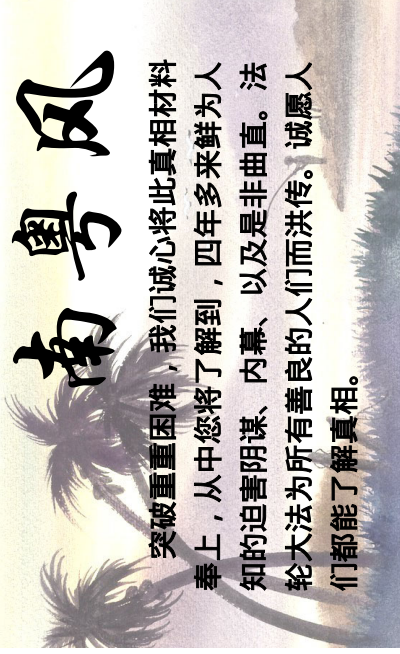 南粤风
突破重重困难，我们诚心将此真相材料
奉上，从中您将了解到，四年多来鲜为人
知的迫害阴谋、内幕、以及是非曲直。法
轮大法为所有善良的人们而洪传。诚愿人
们都能了解真相。